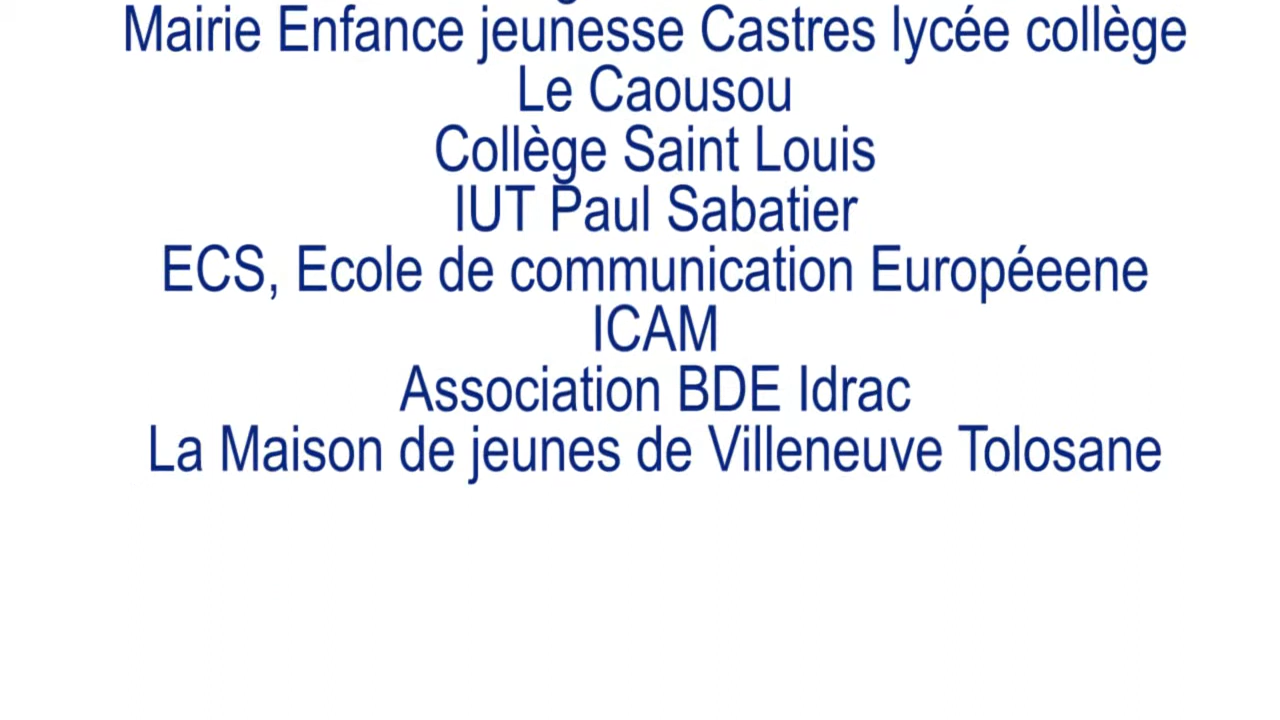 Mairie Enfance jeunesse Castres lycée collège
Le Caousou
Collège Saint Louis
IUT Paul Sabatier
ECS, Ecole de communication Européeene
ICAM
Association BDE Idrac
La Maison de jeunes de Villeneuve Tolosane